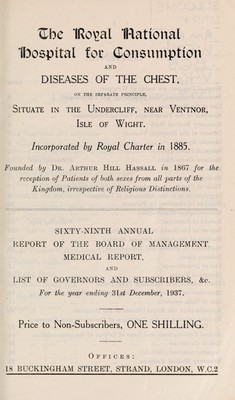 The Royal National
Hospital for Consumption
AND
DISEASES OF THE CHEST,
ON THE SEPARATE PRINCIPLE,
SITUATE IN THE UNDERCLIFF, NEAR VENTNOR,
ISLE OF WIGHT.
Incorporated by Royal Charter in 1885.
Founded by DR. ARTHUR HILL HASSALL in 1867 for the
reception of Patients of both sexes from all parts of the
Kingdom, irrespective of Religious Distinctions.
SIXTY-NINTH ANNUAL
REPORT OF THE BOARD OF MANAGEMENT
MEDICAL REPORT,
AND
LIST OF GOVERNORS AND SUBSCRIBERS, &c.
For the year ending 31st December, 1937.
Price to Non-Subscribers, ONE SHILLING.
OFFICES:
18 BUCKINGHAM STREET, STRAND, LONDON, W.C.2